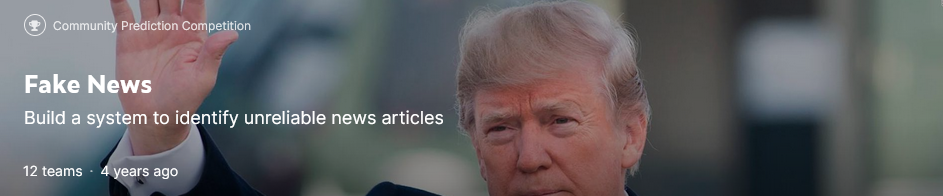 Community Prediction Competition
Fake News
Build a system to identify unreliable news articles
12 teams · 4 years ago